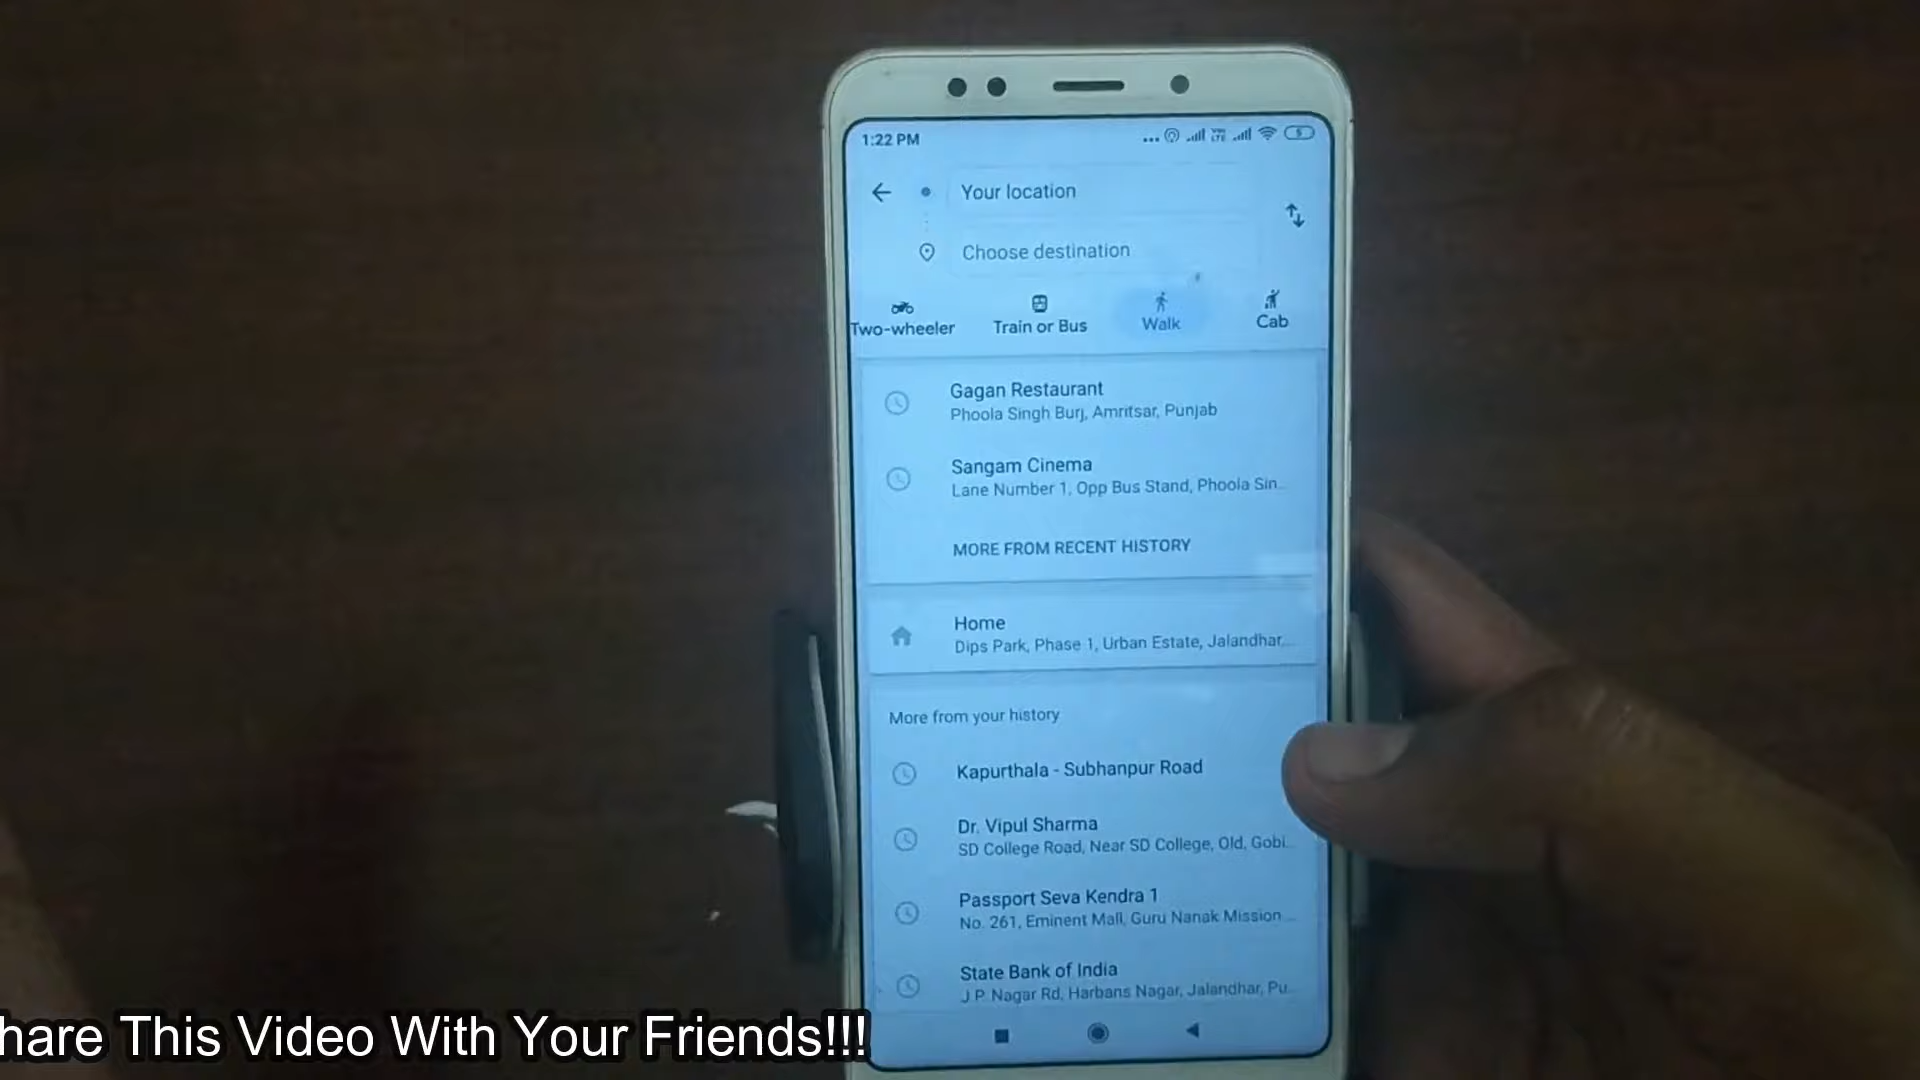 1:22 PM
Your location
Choose destination
Two-wheeler
Train or Bus
Walk
Cab
Gagan Restaurant
Phoola Singh Burj, Amritsar, Punjab
Sangam Cinema
Lane Number 1, Opp Bus Stand, Phoola Sin...
MORE FROM RECENT HISTORY
Home
Dips Park, Phase 1, Urban Estate, Jalandhar,...
More from your history
Kapurthala - Subhanpur Road
Dr. Vipul Sharma
SD College Road, Near SD College, Old, Gobi...
Passport Seva Kendra 1
No. 261, Eminent Mall, Guru Nanak Mission ...
State Bank of India
J P Nagar Rd, Harbans Nagar, Jalandhar, Pu...
hare This Video With Your Friends!!!